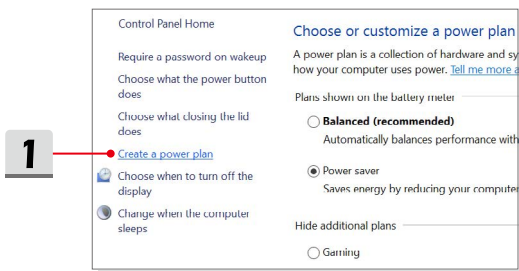 Control Panel Home
Require a password on wakeup
Choose what the power button
does
Choose what closing the lid
does
1
Create a power plan
Choose when to turn off the
display
Change when the computer
sleeps
Choose or customize a power plan
A power plan is a collection of hardware and sy
how your computer uses power. Tell me more a
Plans shown on the battery meter
Balanced (recommended)
Automatically balances performance with
Power saver
Saves energy by reducing your computer
Hide additional plans
Gaming